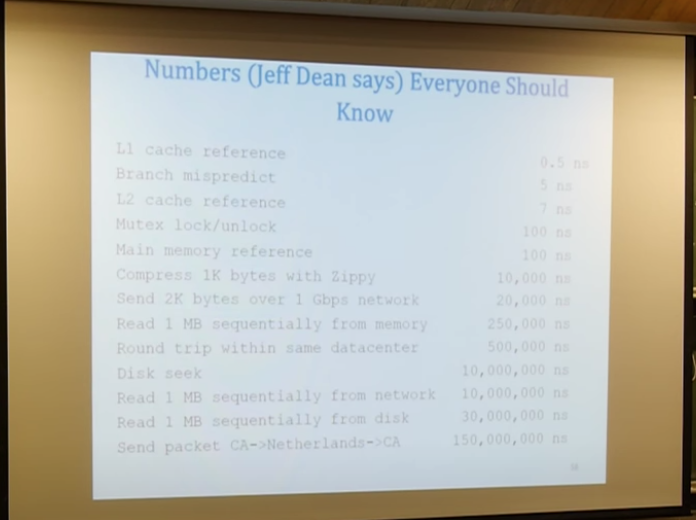 Numbers (Jeff Dean says) Everyone Should
Know
L1 cache reference 0.5 ns
Branch mispredict 5 ns
L2 cache reference 7 ns
Mutex lock/unlock 100 ns
Main memory reference 100 ns
Compress 1K bytes with Zippy 10,000 ns
Send 2K bytes over 1 Gbps network 20,000 ns
Read 1 MB sequentially from memory 250,000 ns
Round trip within same datacenter 500,000 ns
Disk seek 10,000,000 ns
Read 1 MB sequentially from network 10,000,000 ns
Read 1 MB sequentially from disk 30,000,000 ns
Send packet CA->Netherlands->CA 150,000,000 ns